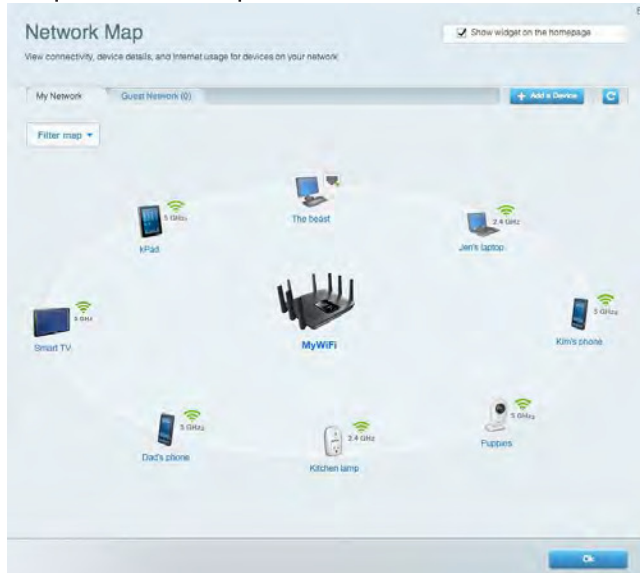 Network Map
Show widget on the homepage
View connectivity, device details, and Internet usage for devices on your network
My Network
Guest Network (0)
+ Add a Device
Filter map
The beast
5 GHz
kPad
2.4 GHz
Jen's laptop
5 GHz
Smart TV
MyWiFi
5 GHz
Kim's phone
5 GHz
Dad's phone
2.4 GHz
Kitchen lamp
5 GHz
Puppies
Ok